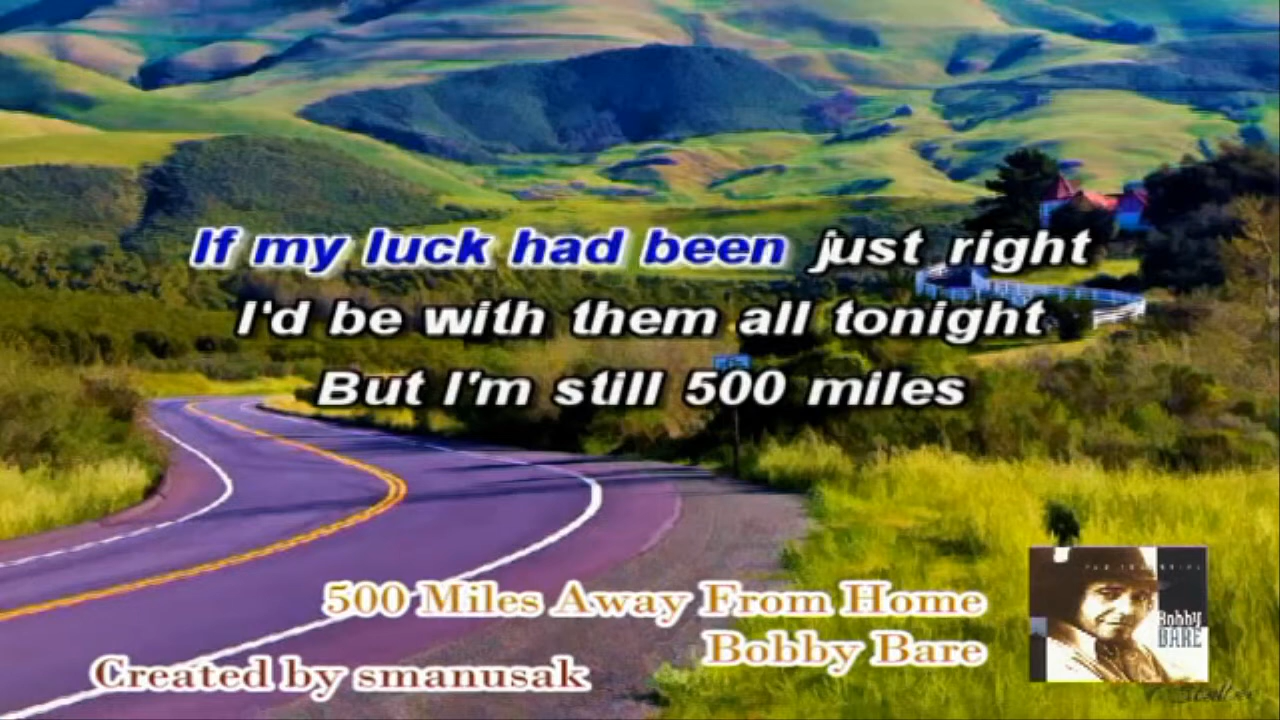 If my luck had been just right
I'd be with them all tonight
But I'm still 500 miles
500 Miles Away From Home
Bobby Bare
Created by smanusak
Bobby
BARE